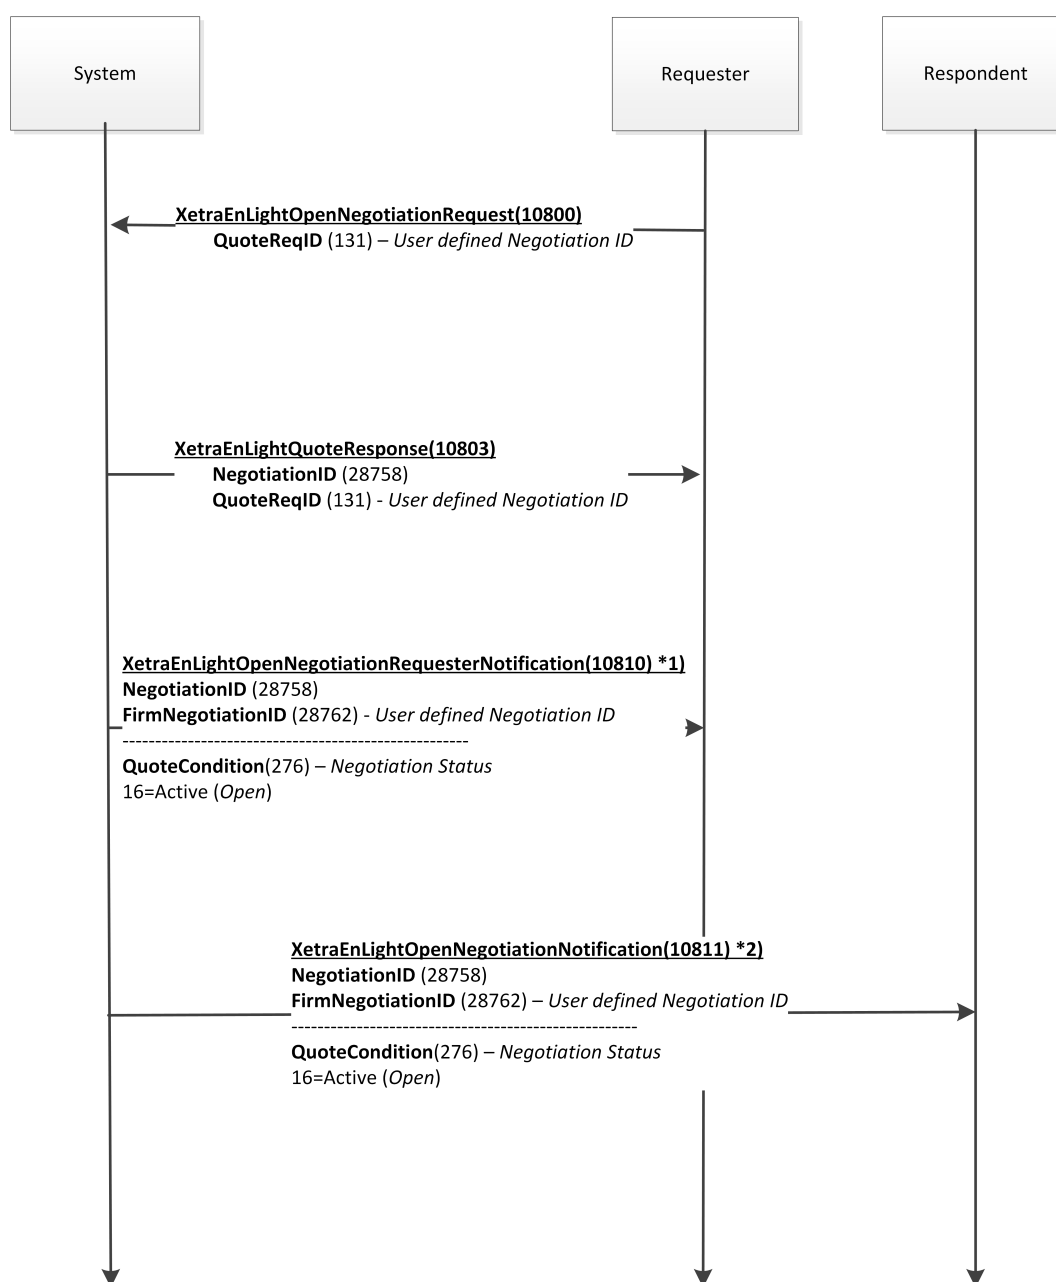 System
Requester
Respondent
XetraEnLightOpenNegotiationRequest(10800)
QuoteReqID (131) – User defined Negotiation ID
XetraEnLightQuoteResponse(10803)
NegotiationID (28758)
QuoteReqID (131) - User defined Negotiation ID
XetraEnLightOpenNegotiationRequesterNotification(10810) *1)
NegotiationID (28758)
FirmNegotiationID (28762) - User defined Negotiation ID
-----------------------------------------------------
QuoteCondition(276) – Negotiation Status
16=Active (Open)
XetraEnLightOpenNegotiationNotification(10811) *2)
NegotiationID (28758)
FirmNegotiationID (28762) – User defined Negotiation ID
-----------------------------------------------------
QuoteCondition(276) – Negotiation Status
16=Active (Open)